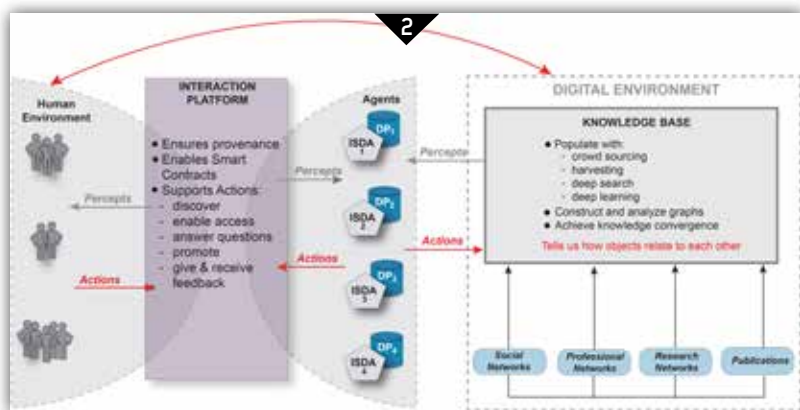 2
Human
Environment
INTERACTION
PLATFORM
● Ensures provenance
● Enables Smart
Contracts
● Supports Actions:
- discover
- enable access
- answer questions
- promote
- give & receive
feedback
Percepts
Actions
Percepts
Actions
Agents
DP1
ISDA
1
DP2
ISDA
2
DP3
ISDA
3
DP4
ISDA
4
Percepts
Actions
DIGITAL ENVIRONMENT
KNOWLEDGE BASE
● Populate with:
- crowd sourcing
- harvesting
- deep search
- deep learning
● Construct and analyze graphs
● Achieve knowledge convergence
Tells us how objects relate to each other
Social
Networks
Professional
Networks
Research
Networks
Publications